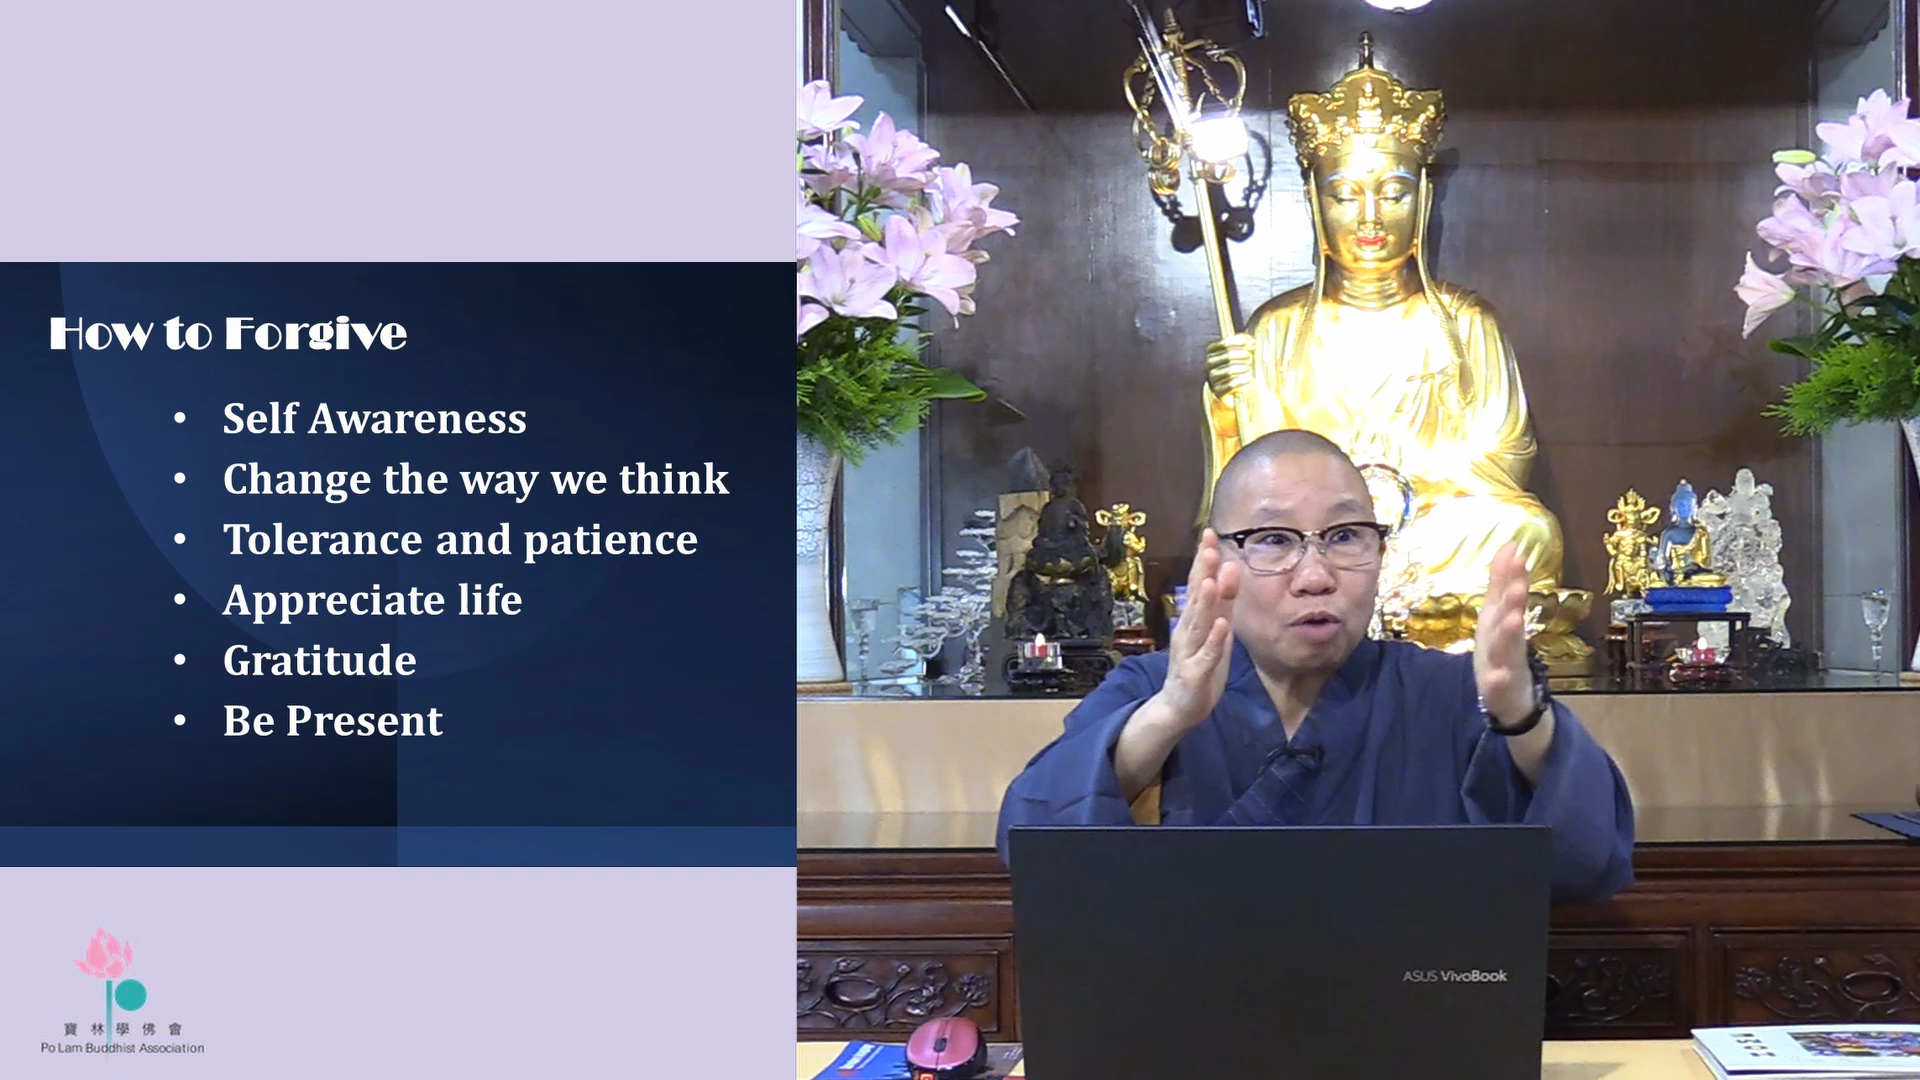 How to Forgive
• Self Awareness
• Change the way we think
• Tolerance and patience
• Appreciate life
• Gratitude
• Be Present
寶 林 學 佛 會
Po Lam Buddhist Association
ASUS VivoBook